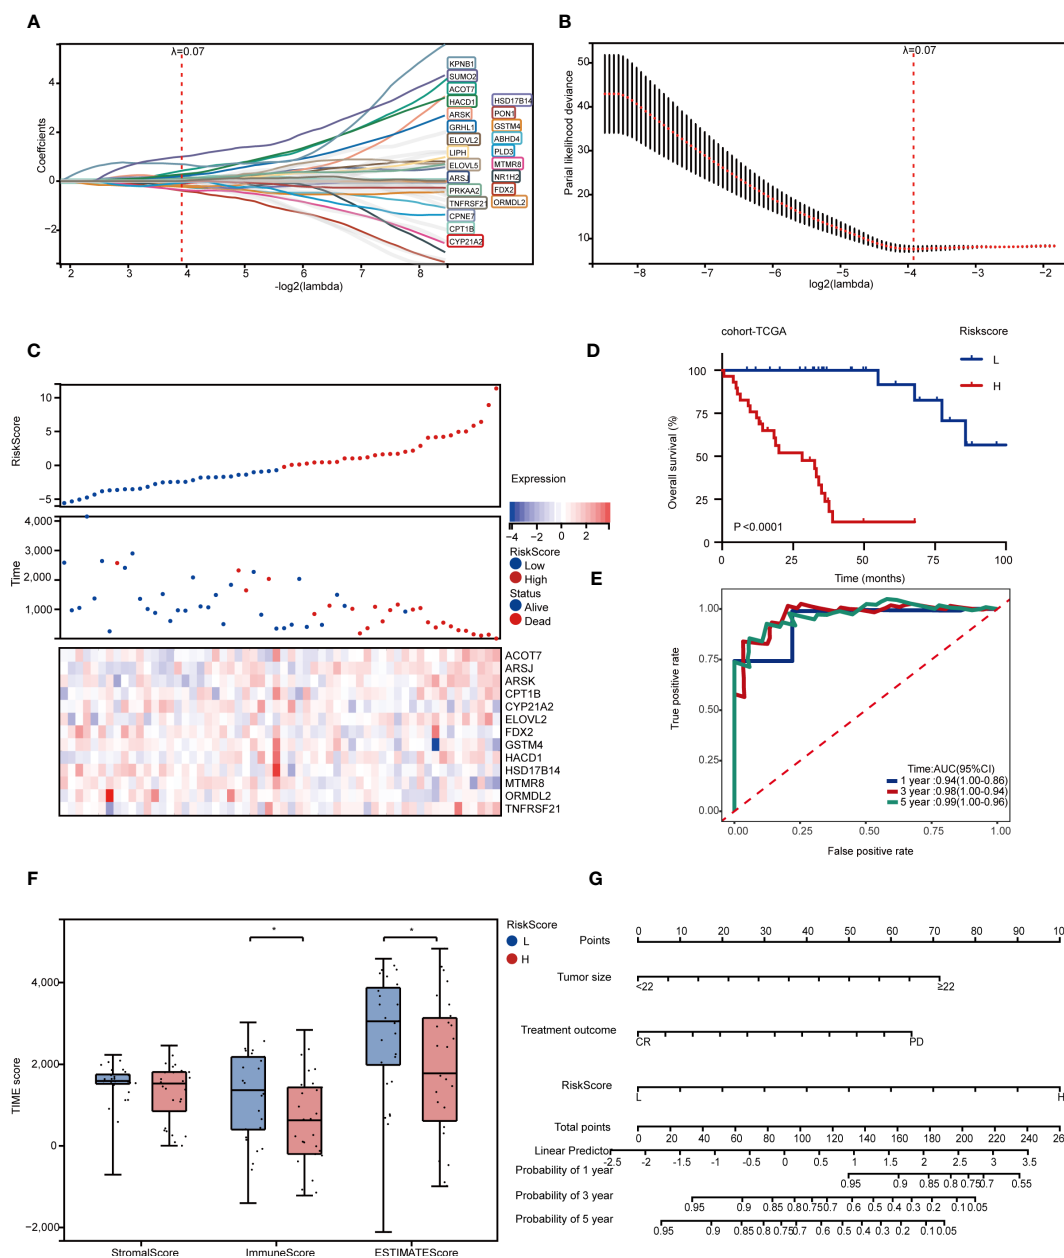 A
λ=0.07
Coefficients
4
2
0
−2
2
3
4
5
6
7
8
-log2(lambda)
KPNB1
SUMO2
ACOT7
HACD1
ARSK
GRHL1
ELOVL2
LIPH
ELOVL5
ARSJ
PRKAA2
TNFRSF21
CPNE7
CPT1B
CYP21A2
HSD17B14
PON1
GSTM4
ABHD4
PLD3
MTMR8
NR1H2
FDX2
ORMDL2
B
λ=0.07
Parial likelihood deviance
50
40
30
20
10
−8
−7
−6
−5
−4
−3
−2
log2(lambda)
C
RiskScore
10
5
0
−5
Time
4,000
3,000
2,000
1,000
Expression
−4 −2 0 2
RiskScore
Low
High
Status
Alive
Dead
ACOT7
ARSJ
ARSK
CPT1B
CYP21A2
ELOVL2
FDX2
GSTM4
HACD1
HSD17B14
MTMR8
ORMDL2
TNFRSF21
D
cohort-TCGA
Riskscore
L
H
Overall survival (%)
100
75
50
25
0
P<0.0001
0 25 50 75 100
Time (months)
E
True positive rate
1.00
0.75
0.50
0.25
0.00
Time:AUC(95%CI)
1 year :0.94(1.00-0.86)
3 year :0.98(1.00-0.94)
5 year :0.99(1.00-0.96)
0.00 0.25 0.50 0.75 1.00
False positive rate
F
RiskScore
L
H
TIME score
4,000
2,000
0
−2,000
*
*
StromalScore ImmuneScore ESTIMATEScore
G
Points 0 10 20 30 40 50 60 70 80 90 10
Tumor size
<22 ≥22
Treatment outcome
CR PD
RiskScore
L H
Total points
0 20 40 60 80 100 120 140 160 180 200 220 240 26
Linear Predicto
-2.5 -2 -1.5 -1 -0.5 0 0.5 1 1.5 2 2.5 3 3.5
Probability of 1 year
0.95 0.9 0.85 0.8 0.75 0.7 0.55
Probability of 3 year
0.95 0.9 0.85 0.8 0.75 0.7 0.6 0.5 0.4 0.3 0.2 0.1 0.05
Probability of 5 year
0.95 0.9 0.85 0.8 0.75 0.7 0.6 0.5 0.4 0.3 0.2 0.1 0.05